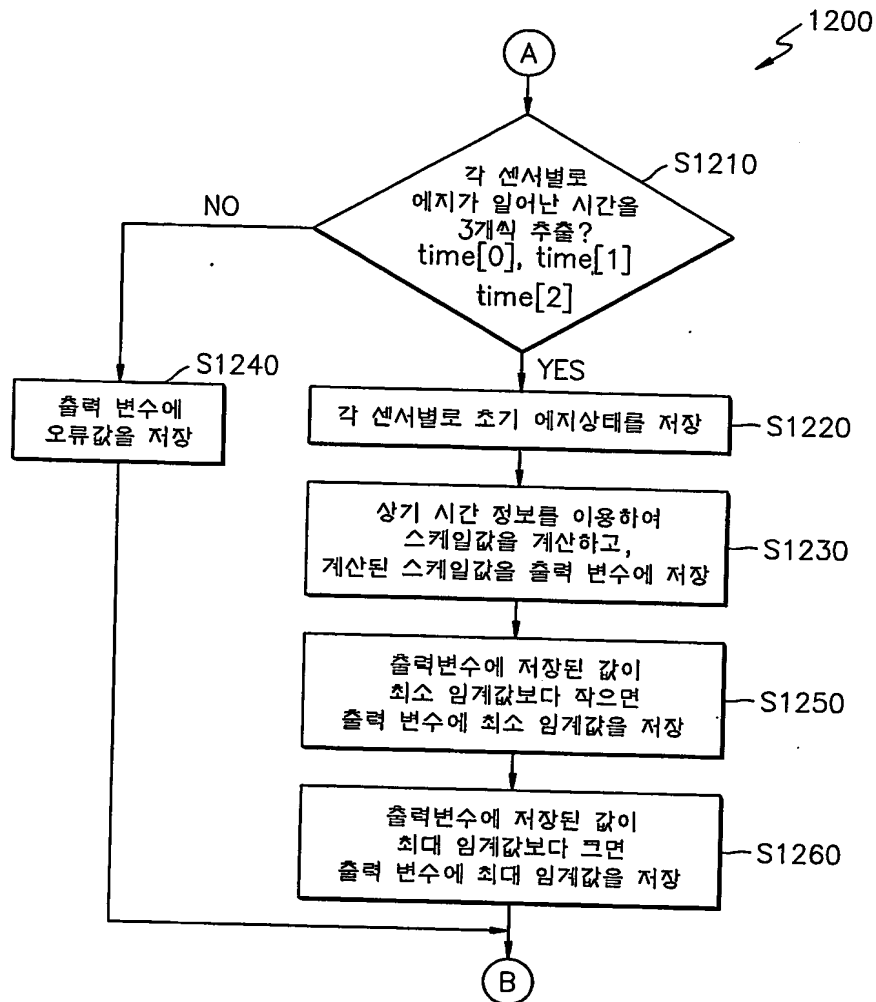 1200
A
S1210
각 센서별로
에지가 일어난 시간을
3개씩 추출?
time[0], time[1]
time[2]
NO
YES
S1240
출력 변수에
오류값을 저장
각 센서별로 초기 에지상태를 저장
S1220
상기 시간 정보를 이용하여
스케일값을 계산하고,
계산된 스케일값을 출력 변수에 저장
S1230
출력변수에 저장된 값이
최소 임계값보다 작으면
출력 변수에 최소 임계값을 저장
S1250
출력변수에 저장된 값이
최대 임계값보다 크면
출력 변수에 최대 임계값을 저장
S1260
B